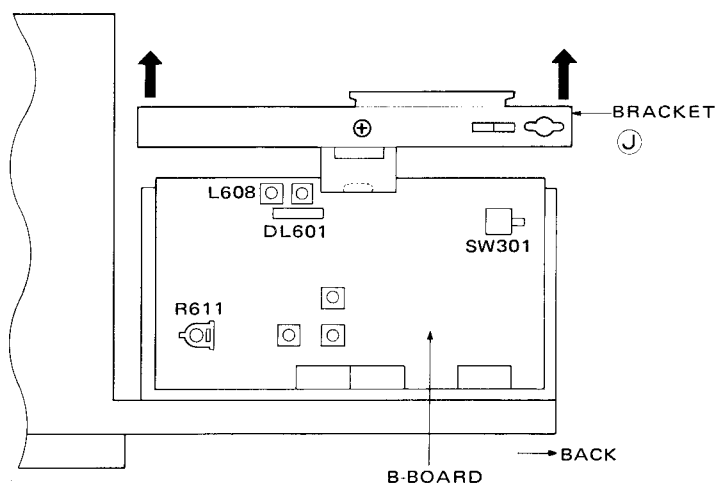 BRACKET
J
L608
DL601
SW301
R611
BACK
B-BOARD